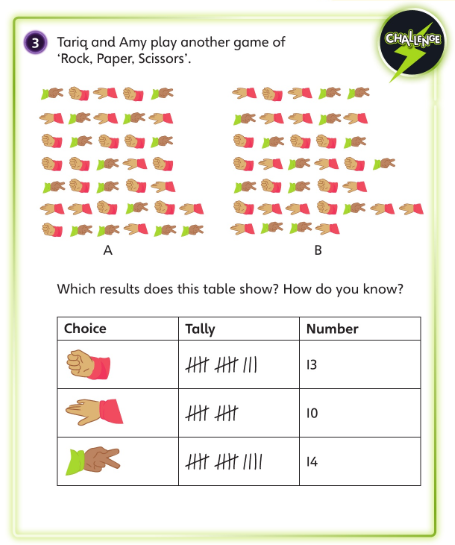 CHALLENGE
3 Tariq and Amy play another game of
‘Rock, Paper, Scissors’.
A B
Which results does this table show? How do you know?
Choice Tally Number
13
10
14